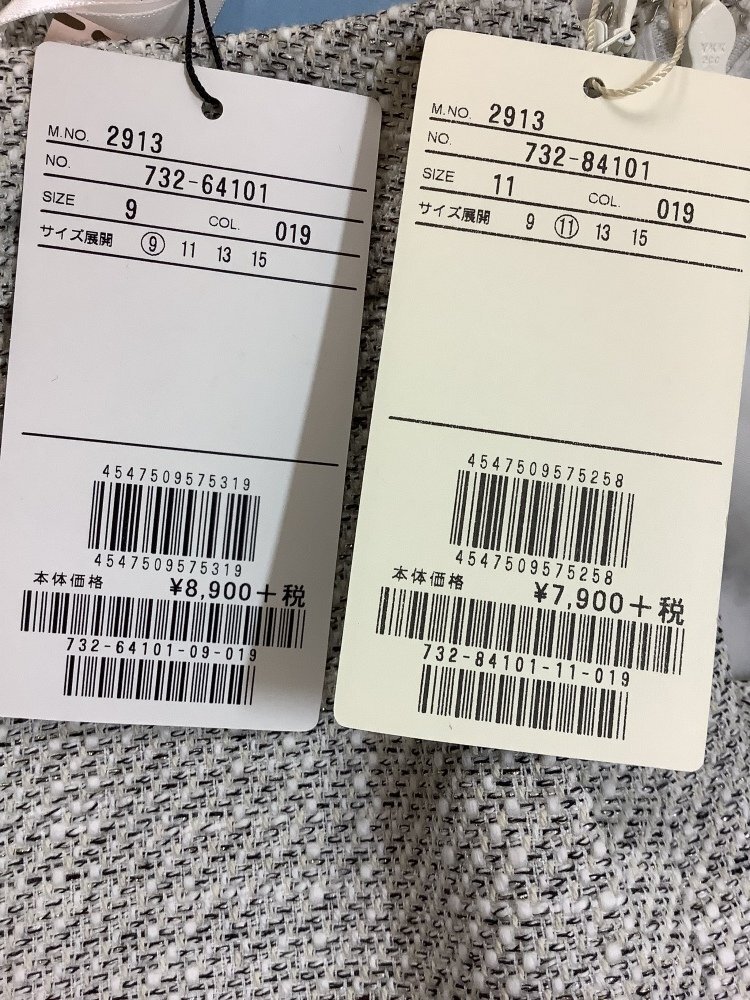 M.NO. 2913
NO. 732-64101
SIZE 9 COL. 019
サイズ展開 ⑨ 11 13 15
4547509575319
4547509575319
本体価格 ¥8,900+税
732-64101-09-019
M.NO. 2913
NO. 732-84101
SIZE 11 COL. 019
サイズ展開 9 ⑪ 13 15
4547509575258
4547509575258
本体価格 ¥7,900+税
732-84101-11-019
YKK